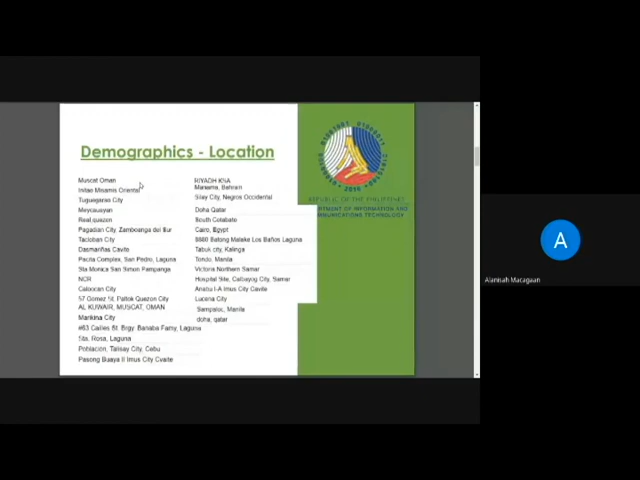 Demographics - Location
Muscat Oman
Initao Misamis Oriental
Tuguegarao City
Meycauayan
Real,quezon
Pagadian City, Zamboanga del Sur
Tacloban City
Dasmariñas Cavite
Pacita Complex, San Pedro, Laguna
Sta Monica San Simon Pampanga
NCR
Caloocan City
57 Gomez St. Paltok Quezon City
AL KUWAIR, MUSCAT, OMAN
Marikina City
#63 Cailles St. Brgy. Banaba Famy, Laguna
Sta. Rosa, Laguna
Poblacion, Talisay City, Cebu
Pasong Buaya II Imus City Cvaite
RIYADH KSA
Manama, Bahrain
Silay City, Negros Occidental
Doha Qatar
South Cotabato
Cairo, Egypt
Batong Malake Los Baños Laguna
Tabuk city, Kalinga
Tondo, Manila
Victoria Northern Samar
Hospital Site, Calbayog City, Samar
Anabu I-A Imus City Cavite
Lucena City
Sampaloc, Manila
doha, qatar
2016
REPUBLIC OF THE PHILIPPINES
DEPARTMENT OF INFORMATION AND
COMMUNICATIONS TECHNOLOGY
A
Alanisah Macagaan